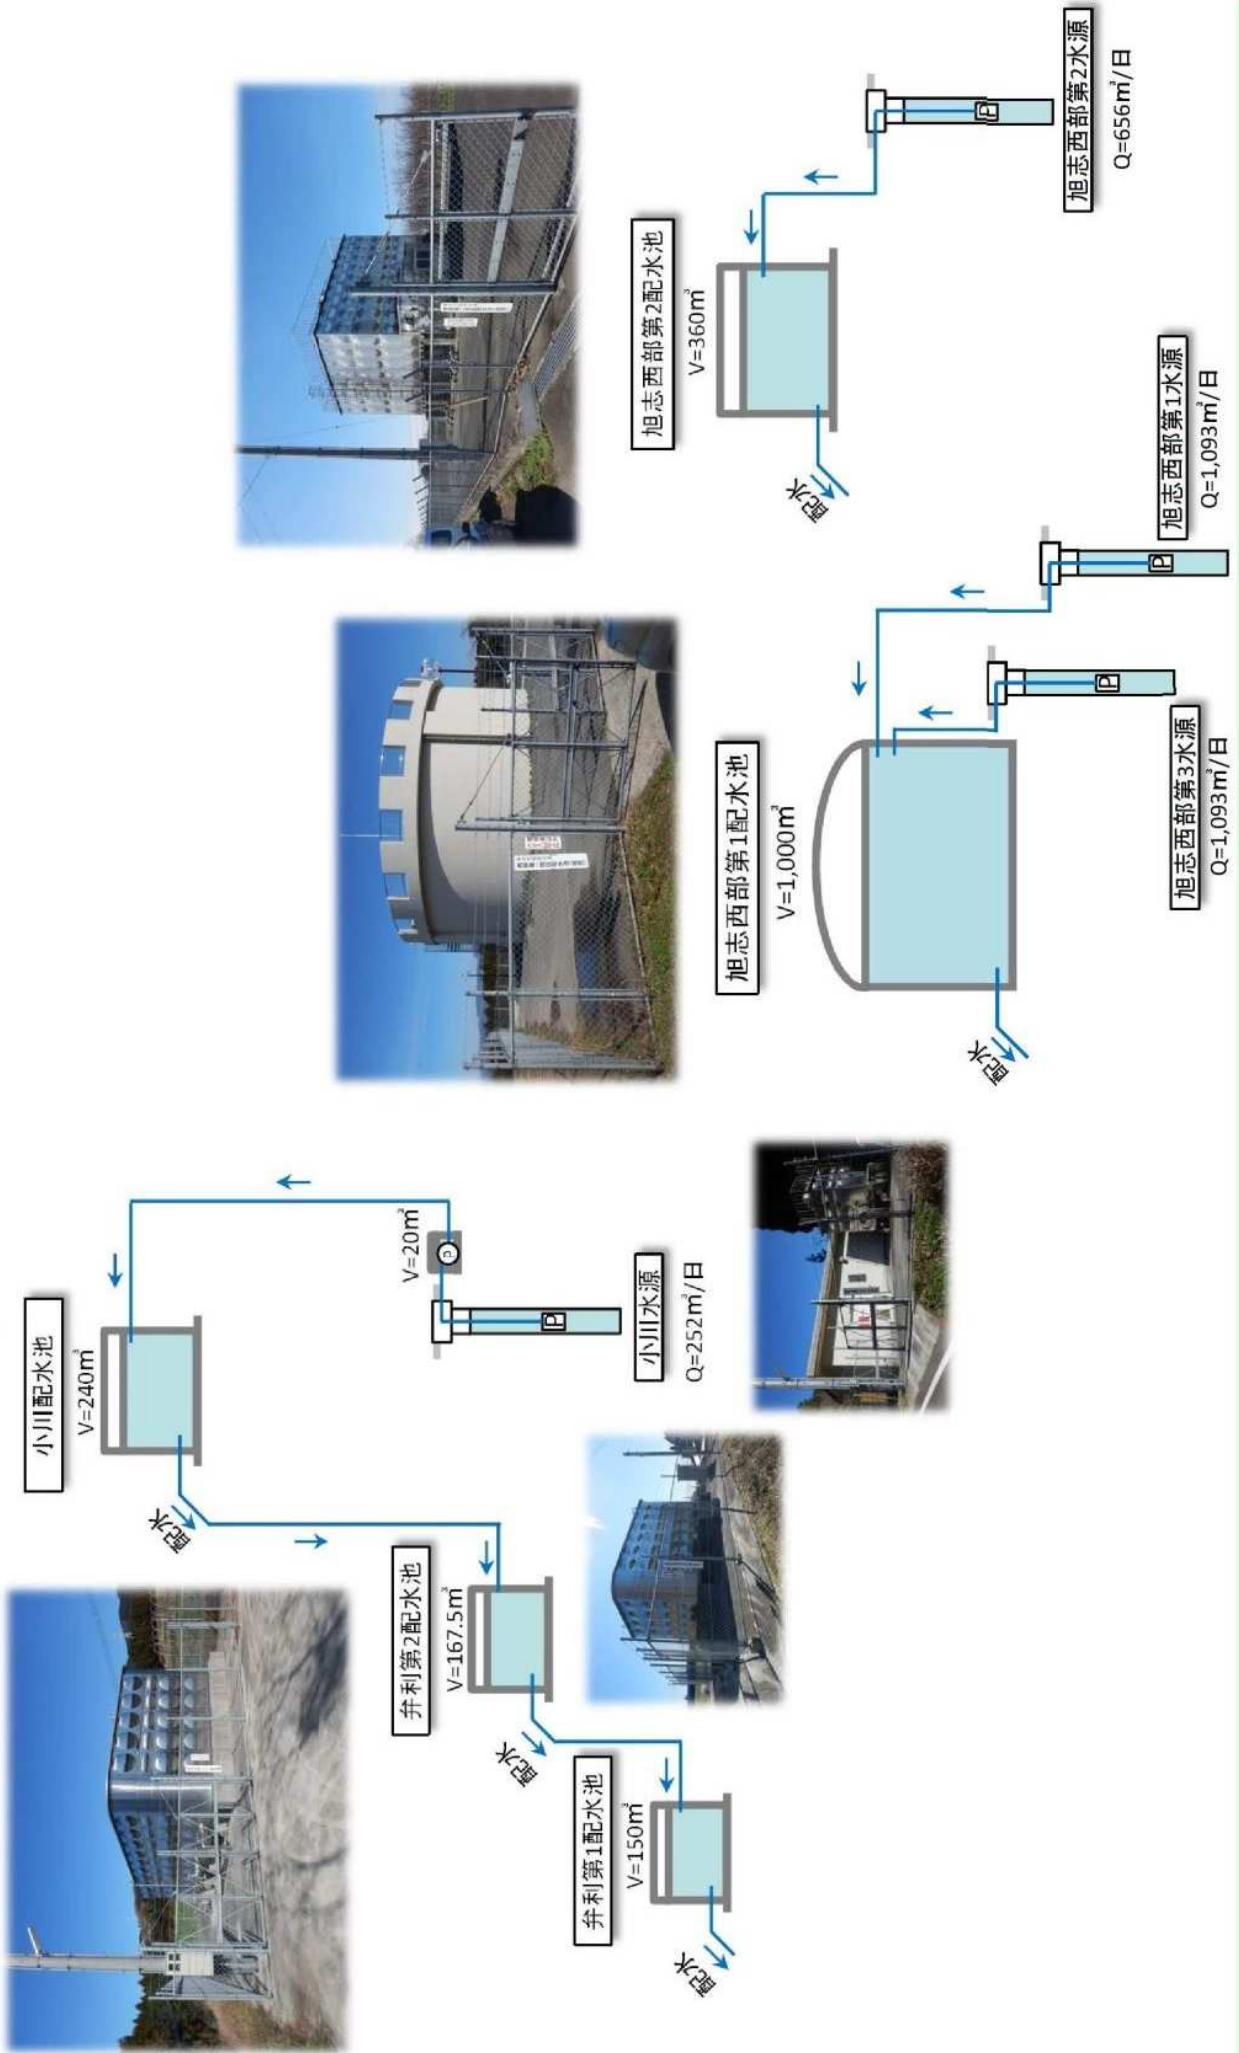 小川配水池
V=240㎥
配水
V=20㎥
小川水源
Q=252㎥/日
弁利第2配水池
V=167.5㎥
配水
弁利第1配水池
V=150㎥
配水
旭志西部第1配水池
V=1,000㎥
配水
旭志西部第3水源
Q=1,093㎥/日
旭志西部第1水源
Q=1,093㎥/日
旭志西部第2配水池
V=360㎥
配水
旭志西部第2水源
Q=656㎥/日
P
P
P
P
P